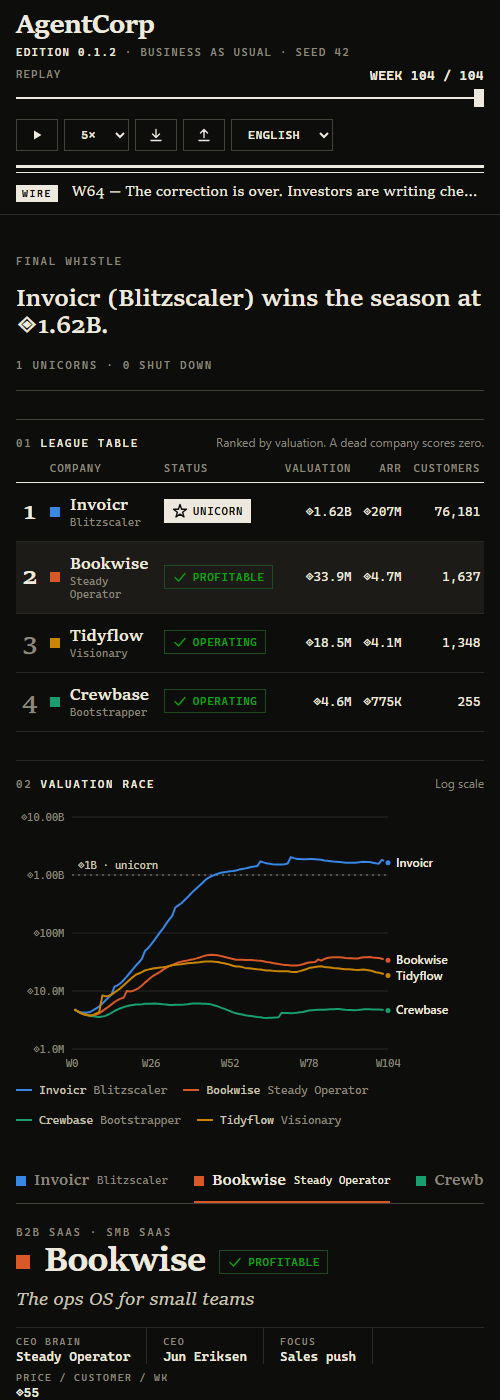 AgentCorp
EDITION 0.1.2 · BUSINESS AS USUAL · SEED 42
REPLAY WEEK 104 / 104
5× ENGLISH
WIRE W64 — The correction is over. Investors are writing che...
FINAL WHISTLE
Invoicr (Blitzscaler) wins the season at
◈1.62B.
1 UNICORNS · 0 SHUT DOWN
01 LEAGUE TABLE Ranked by valuation. A dead company scores zero.
COMPANY STATUS VALUATION ARR CUSTOMERS
1 Invoicr UNICORN ◈1.62B ◈207M 76,181
Blitzscaler
2 Bookwise PROFITABLE ◈33.9M ◈4.7M 1,637
Steady
Operator
3 Tidyflow OPERATING ◈18.5M ◈4.1M 1,348
Visionary
4 Crewbase OPERATING ◈4.6M ◈775K 255
Bootstrapper
02 VALUATION RACE Log scale
◈10.00B
◈1B · unicorn
Invoicr
◈1.00B
◈100M
Bookwise
Tidyflow
◈10.0M
Crewbase
◈1.0M
W0 W26 W52 W78 W104
Invoicr Blitzscaler Bookwise Steady Operator
Crewbase Bootstrapper Tidyflow Visionary
Invoicr Blitzscaler Bookwise Steady Operator Crewb
B2B SAAS · SMB SAAS
Bookwise PROFITABLE
The ops OS for small teams
CEO BRAIN CEO FOCUS
Steady Operator Jun Eriksen Sales push
PRICE / CUSTOMER / WK
◈55